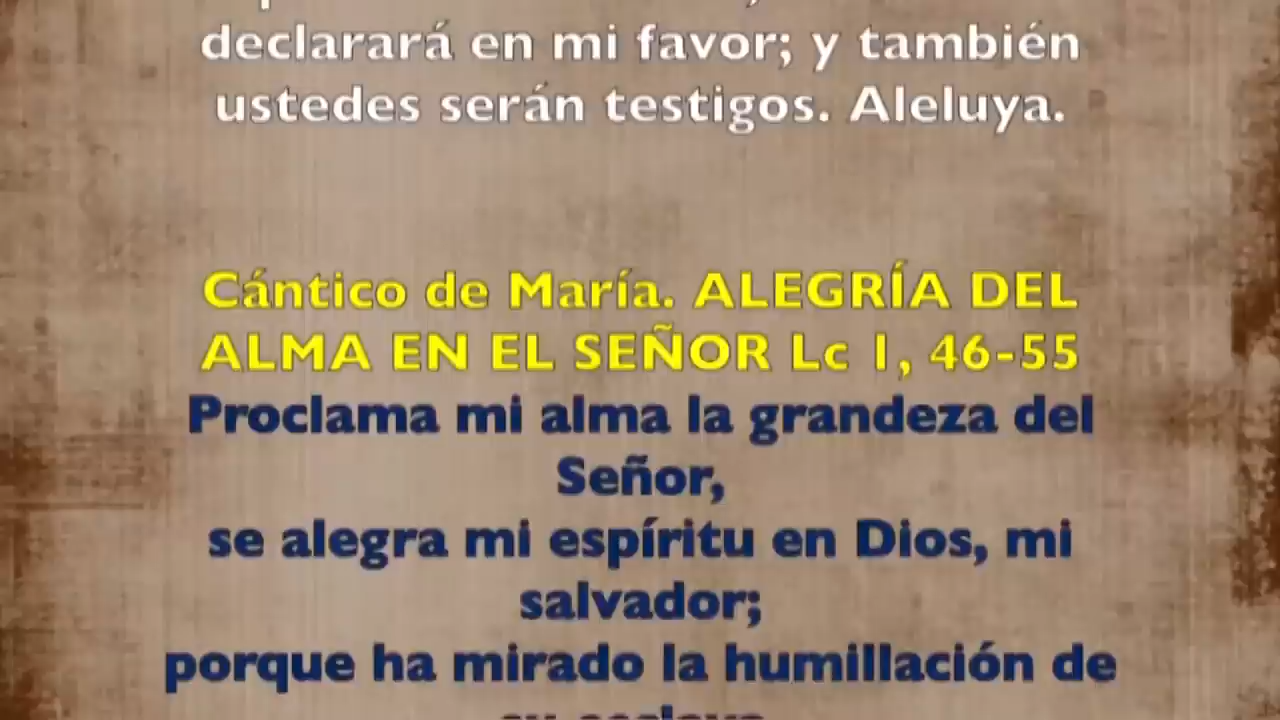 declarará en mi favor; y también
ustedes serán testigos. Aleluya.
Cántico de María. ALEGRÍA DEL
ALMA EN EL SEÑOR Lc 1, 46-55
Proclama mi alma la grandeza del
Señor,
se alegra mi espíritu en Dios, mi
salvador;
porque ha mirado la humillación de